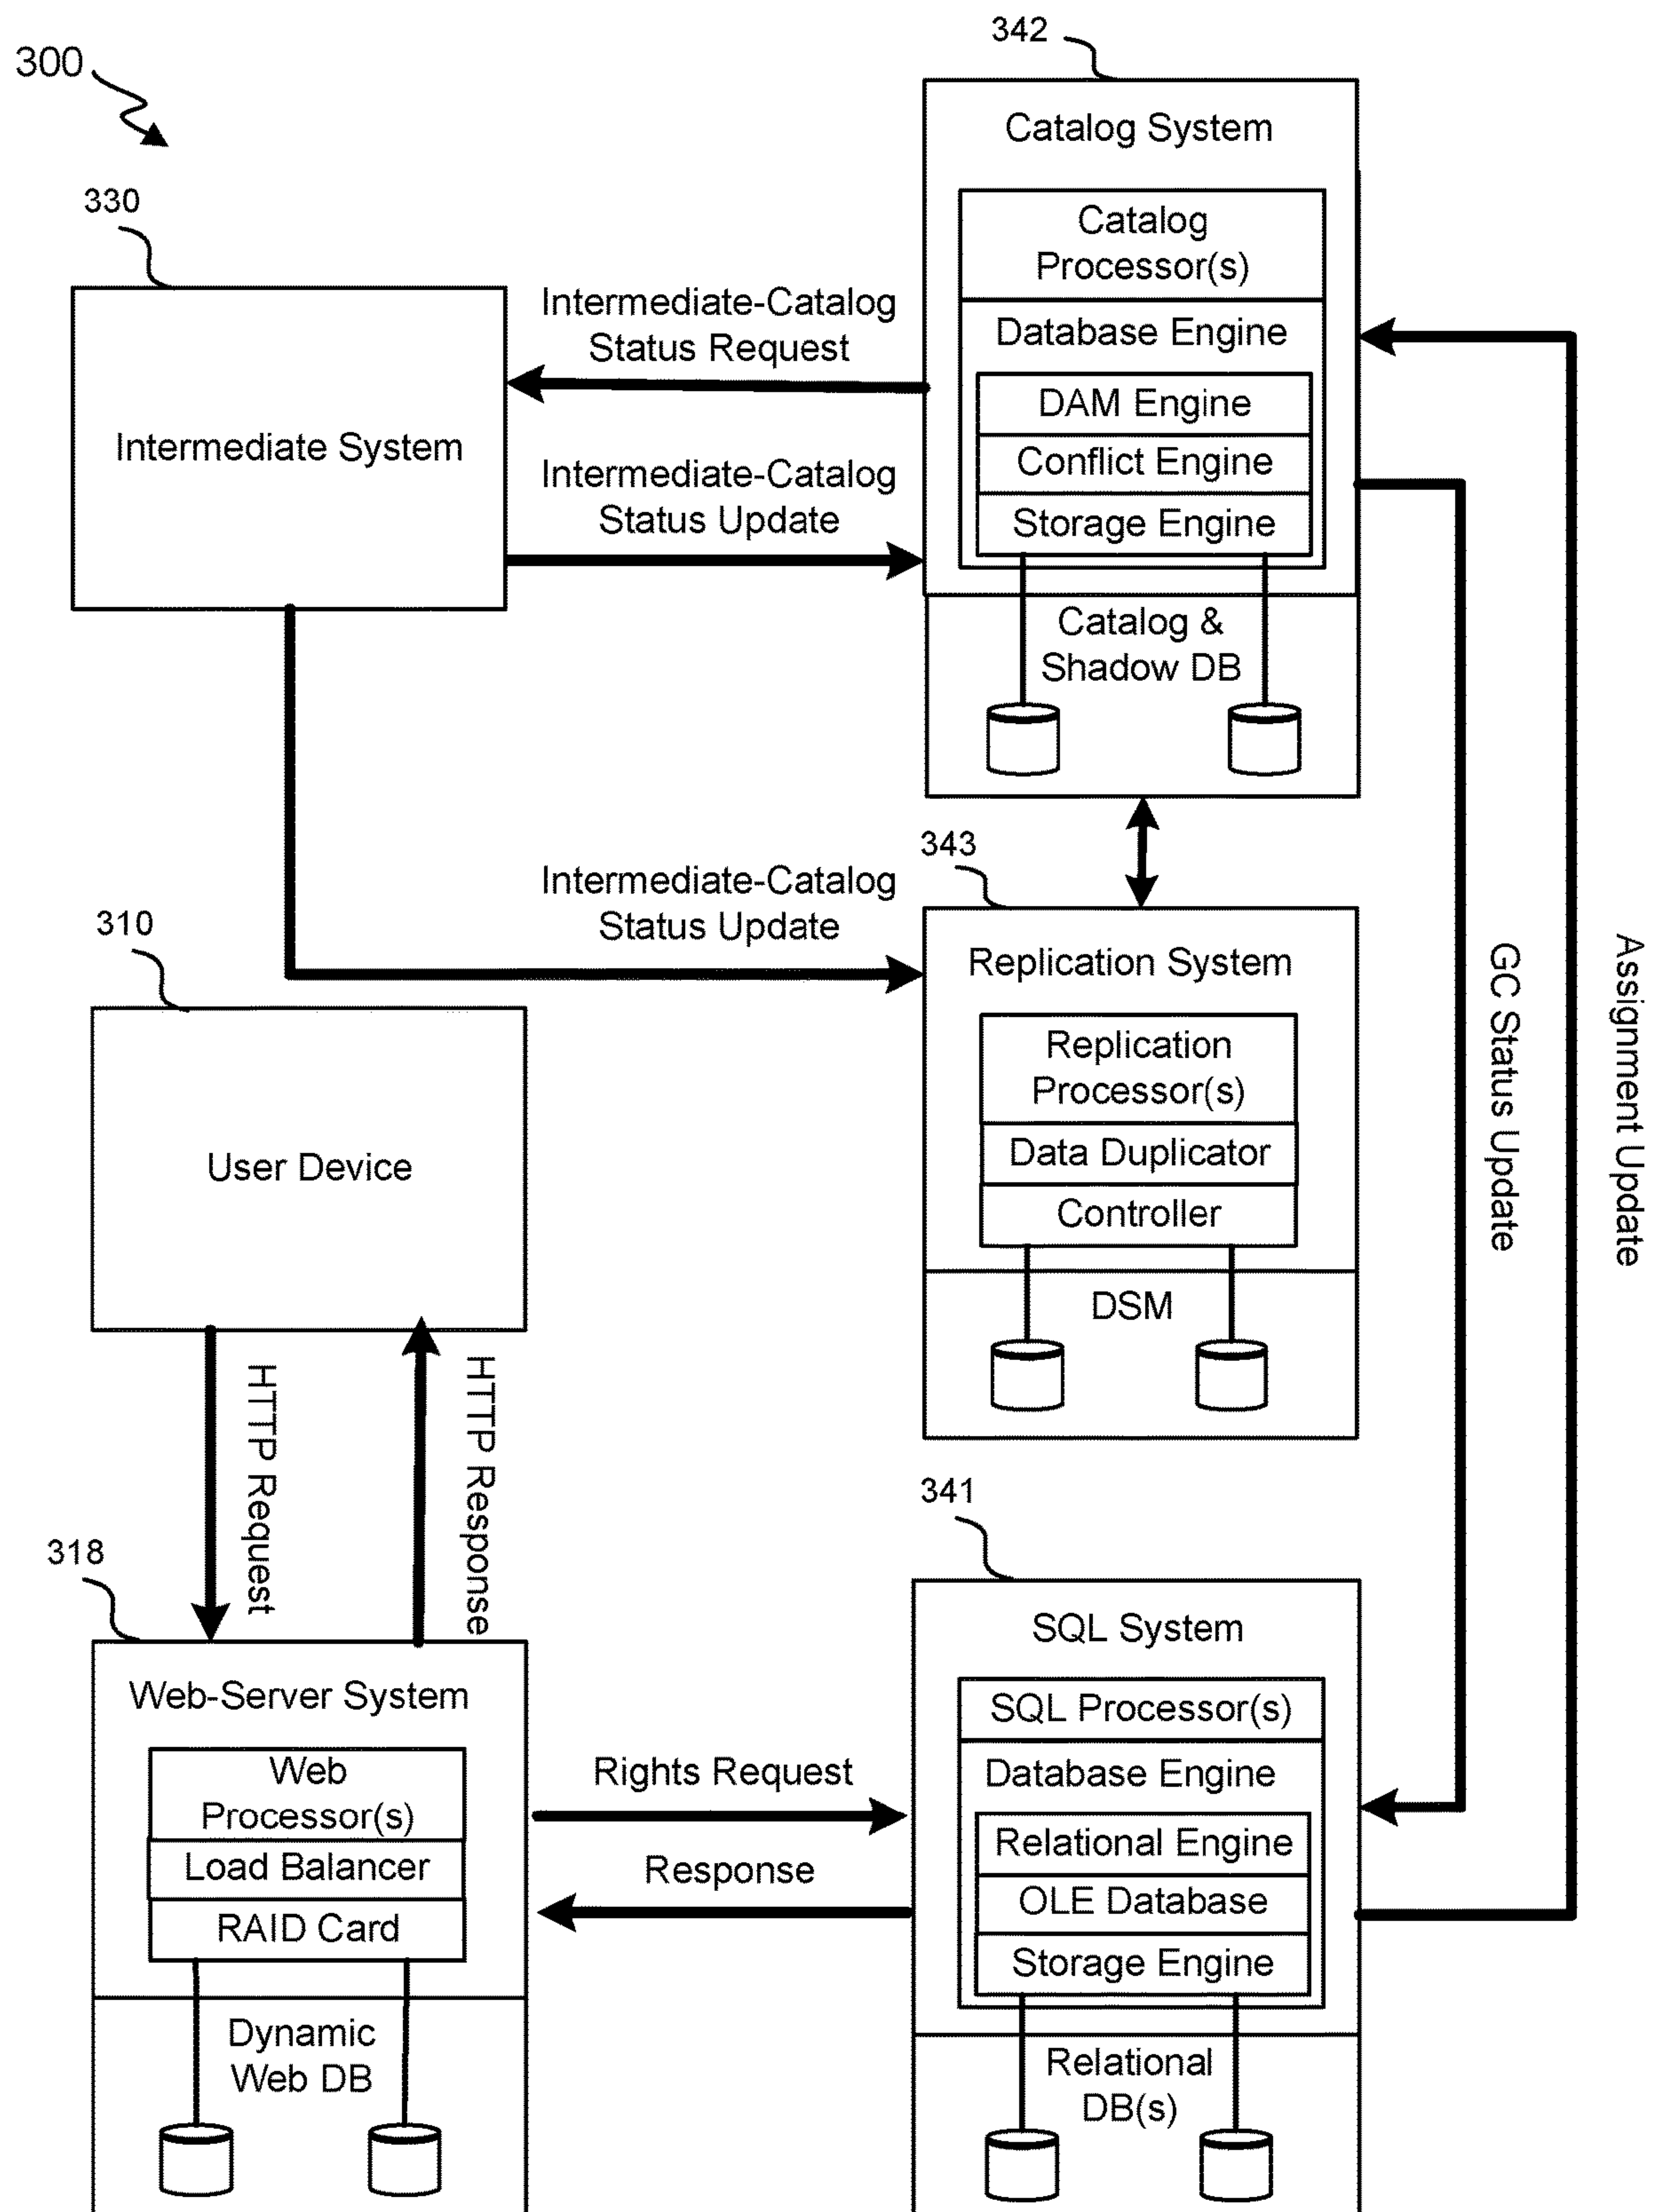 300
342
Catalog System
Catalog
Processor(s)
Database Engine
DAM Engine
Conflict Engine
Storage Engine
Catalog &
Shadow DB
330
Intermediate System
Intermediate-Catalog
Status Request
Intermediate-Catalog
Status Update
Intermediate-Catalog
Status Update
343
Replication System
Replication
Processor(s)
Data Duplicator
Controller
DSM
GC Status Update
Assignment Update
310
User Device
HTTP Request
HTTP Response
318
Web-Server System
Web
Processor(s)
Load Balancer
RAID Card
Dynamic
Web DB
Rights Request
Response
341
SQL System
SQL Processor(s)
Database Engine
Relational Engine
OLE Database
Storage Engine
Relational
DB(s)